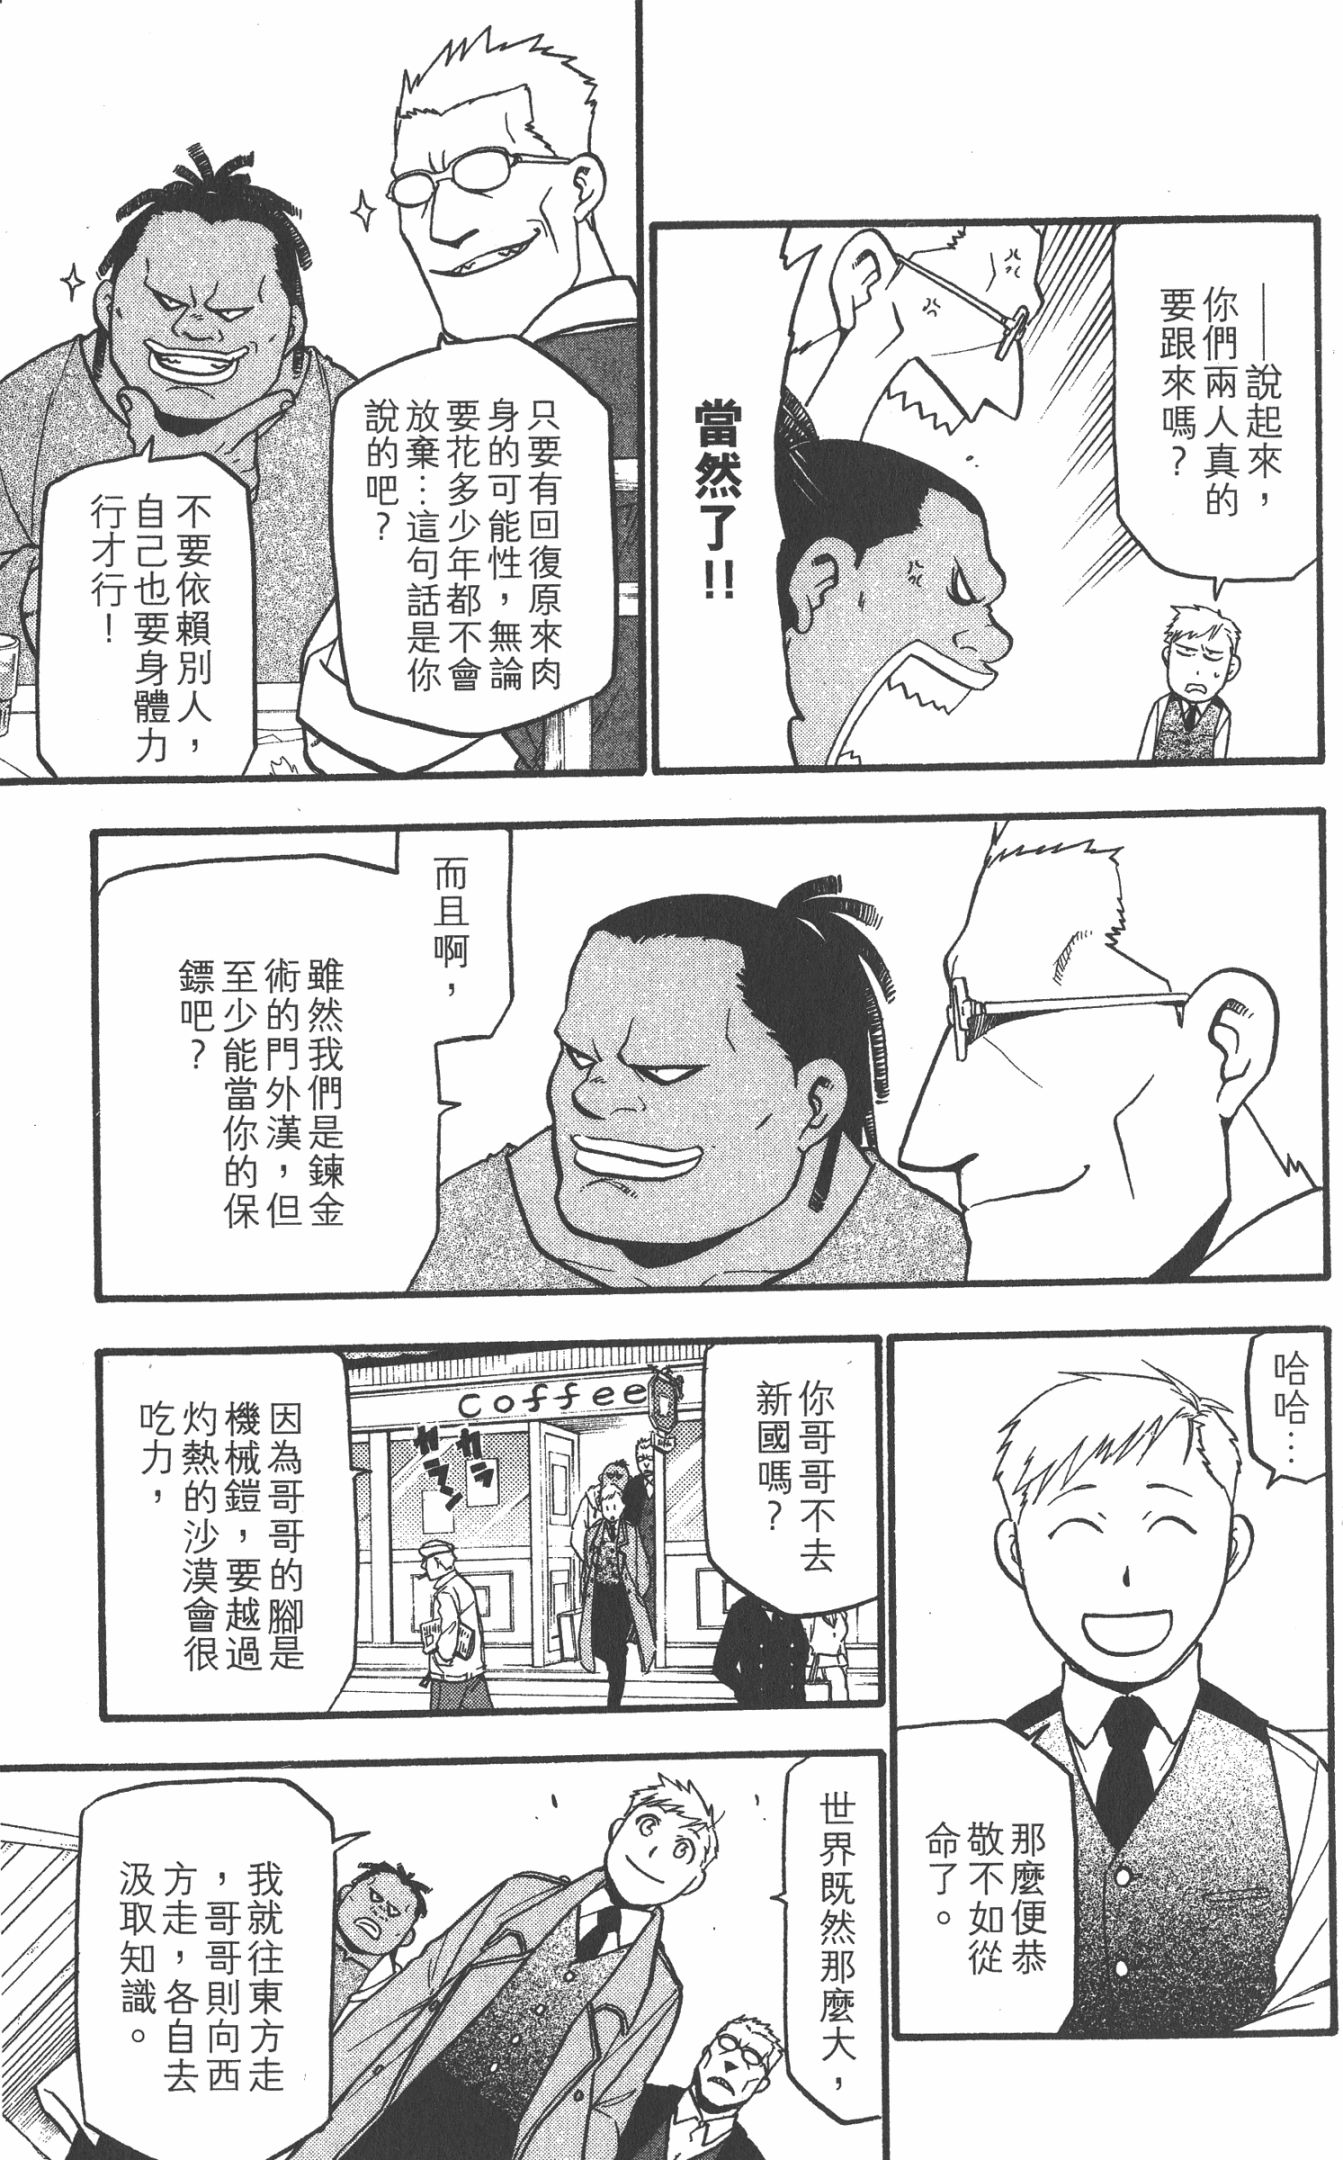 ——說起來，
你們兩人真的
要跟來嗎？
當然了!!
只要有回復原來肉
身的可能性，無論
要花多少年都不會
放棄…這句話是你
說的吧？
不要依賴別人，
自己也要身體力
行才行！
而且啊，
雖然我們是鍊金
術的門外漢，但
至少能當你的保
鏢吧？
哈哈…
那麼便恭
敬不如從
命了。
你哥哥不去
新國嗎？
Coffee
因為哥哥的腳是
機械鎧，要越過
灼熱的沙漠會很
吃力，
世界既然那麼大，
我就往東方走
，哥哥則向西
方走，各自去
汲取知識。